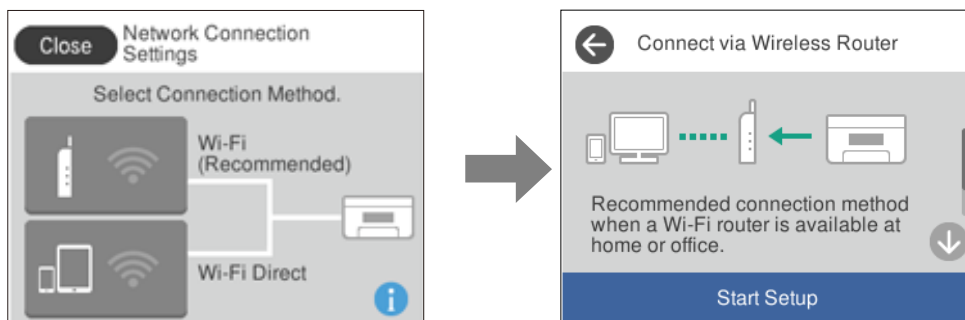 Close
Network Connection
Settings
Select Connection Method.
Wi-Fi
(Recommended)
Wi-Fi Direct
i
Connect via Wireless Router
Recommended connection method
when a Wi-Fi router is available at
home or office.
Start Setup